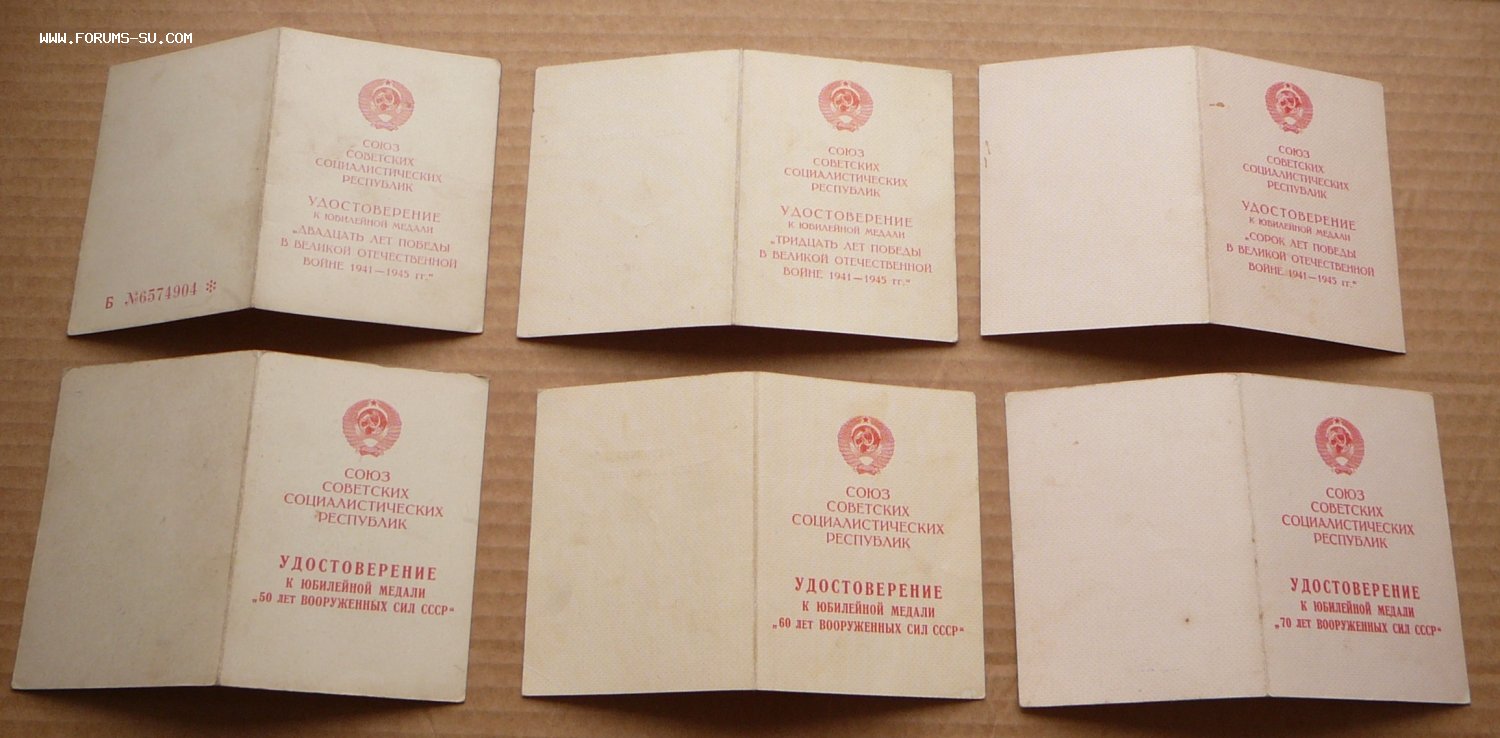 www.forums-su.com
СОЮЗ
СОВЕТСКИХ
СОЦИАЛИСТИЧЕСКИХ
РЕСПУБЛИК
УДОСТОВЕРЕНИЕ
К ЮБИЛЕЙНОЙ МЕДАЛИ
„ДВАДЦАТЬ ЛЕТ ПОБЕДЫ
В ВЕЛИКОЙ ОТЕЧЕСТВЕННОЙ
ВОЙНЕ 1941—1945 гг.“
Б №6574904 *
СОЮЗ
СОВЕТСКИХ
СОЦИАЛИСТИЧЕСКИХ
РЕСПУБЛИК
УДОСТОВЕРЕНИЕ
К ЮБИЛЕЙНОЙ МЕДАЛИ
„ТРИДЦАТЬ ЛЕТ ПОБЕДЫ
В ВЕЛИКОЙ ОТЕЧЕСТВЕННОЙ
ВОЙНЕ 1941—1945 гг.“
СОЮЗ
СОВЕТСКИХ
СОЦИАЛИСТИЧЕСКИХ
РЕСПУБЛИК
УДОСТОВЕРЕНИЕ
К ЮБИЛЕЙНОЙ МЕДАЛИ
„СОРОК ЛЕТ ПОБЕДЫ
В ВЕЛИКОЙ ОТЕЧЕСТВЕННОЙ
ВОЙНЕ 1941—1945 гг.“
СОЮЗ
СОВЕТСКИХ
СОЦИАЛИСТИЧЕСКИХ
РЕСПУБЛИК
УДОСТОВЕРЕНИЕ
К ЮБИЛЕЙНОЙ МЕДАЛИ
„50 ЛЕТ ВООРУЖЕННЫХ СИЛ СССР“
СОЮЗ
СОВЕТСКИХ
СОЦИАЛИСТИЧЕСКИХ
РЕСПУБЛИК
УДОСТОВЕРЕНИЕ
К ЮБИЛЕЙНОЙ МЕДАЛИ
„60 ЛЕТ ВООРУЖЕННЫХ СИЛ СССР“
СОЮЗ
СОВЕТСКИХ
СОЦИАЛИСТИЧЕСКИХ
РЕСПУБЛИК
УДОСТОВЕРЕНИЕ
К ЮБИЛЕЙНОЙ МЕДАЛИ
„70 ЛЕТ ВООРУЖЕННЫХ СИЛ СССР“